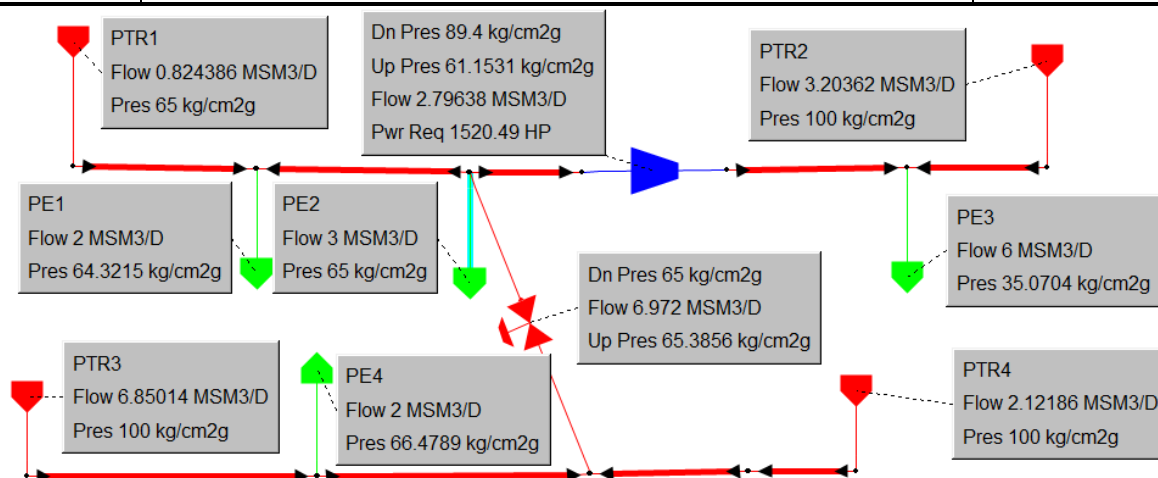 PTR1
Flow 0.824386 MSM3/D
Pres 65 kg/cm2g
Dn Pres 89.4 kg/cm2g
Up Pres 61.1531 kg/cm2g
Flow 2.79638 MSM3/D
Pwr Req 1520.49 HP
PTR2
Flow 3.20362 MSM3/D
Pres 100 kg/cm2g
PE1
Flow 2 MSM3/D
Pres 64.3215 kg/cm2g
PE2
Flow 3 MSM3/D
Pres 65 kg/cm2g
PE3
Flow 6 MSM3/D
Pres 35.0704 kg/cm2g
Dn Pres 65 kg/cm2g
Flow 6.972 MSM3/D
Up Pres 65.3856 kg/cm2g
PTR3
Flow 6.85014 MSM3/D
Pres 100 kg/cm2g
PE4
Flow 2 MSM3/D
Pres 66.4789 kg/cm2g
PTR4
Flow 2.12186 MSM3/D
Pres 100 kg/cm2g